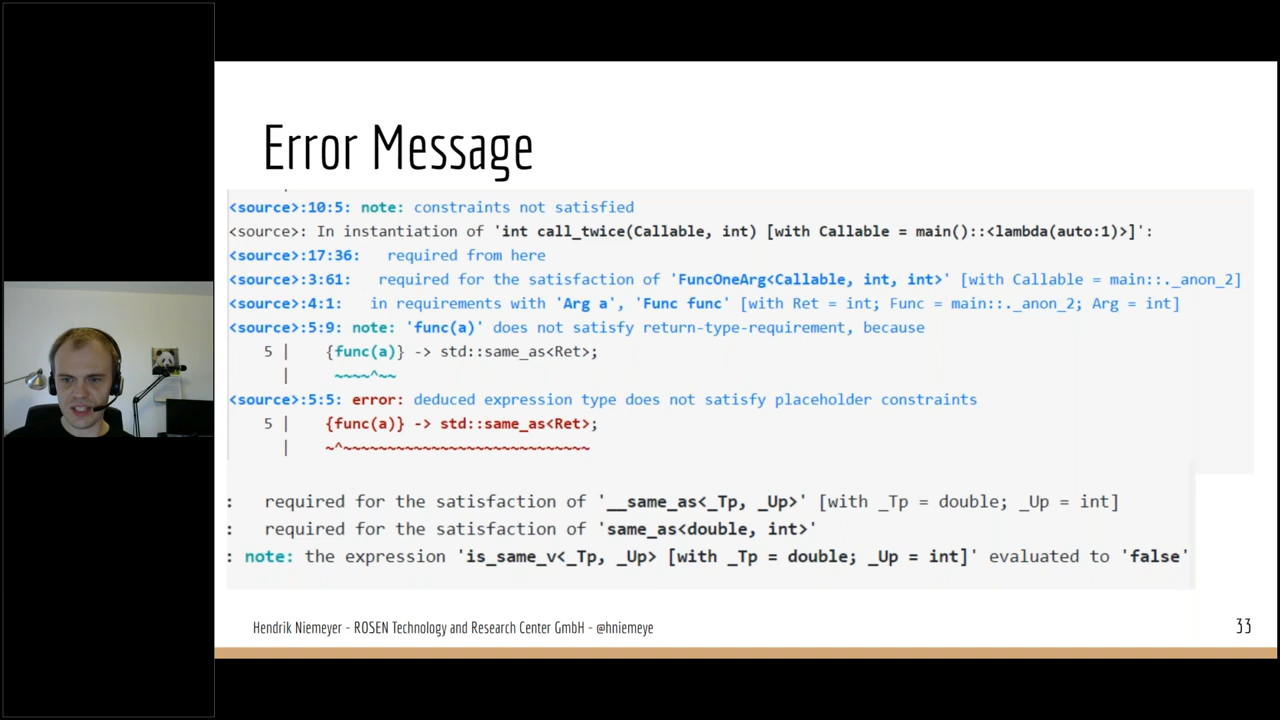 Error Message
<source>:10:5: note: constraints not satisfied
<source>: In instantiation of 'int call_twice(Callable, int) [with Callable = main()::<lambda(auto:1)>]':
<source>:17:36:   required from here
<source>:3:61:   required for the satisfaction of 'FuncOneArg<Callable, int, int>' [with Callable = main::._anon_2]
<source>:4:1:   in requirements with 'Arg a', 'Func func' [with Ret = int; Func = main::._anon_2; Arg = int]
<source>:5:9: note: 'func(a)' does not satisfy return-type-requirement, because
5 |     {func(a)} -> std::same_as<Ret>;
|      ~~~~^~~
<source>:5:5: error: deduced expression type does not satisfy placeholder constraints
5 |     {func(a)} -> std::same_as<Ret>;
|     ~^~~~~~~~~~~~~~~~~~~~~~~~~~~~~
:   required for the satisfaction of '__same_as<_Tp, _Up>' [with _Tp = double; _Up = int]
:   required for the satisfaction of 'same_as<double, int>'
: note: the expression 'is_same_v<_Tp, _Up> [with _Tp = double; _Up = int]' evaluated to 'false'
Hendrik Niemeyer - ROSEN Technology and Research Center GmbH - @hniemeye
33